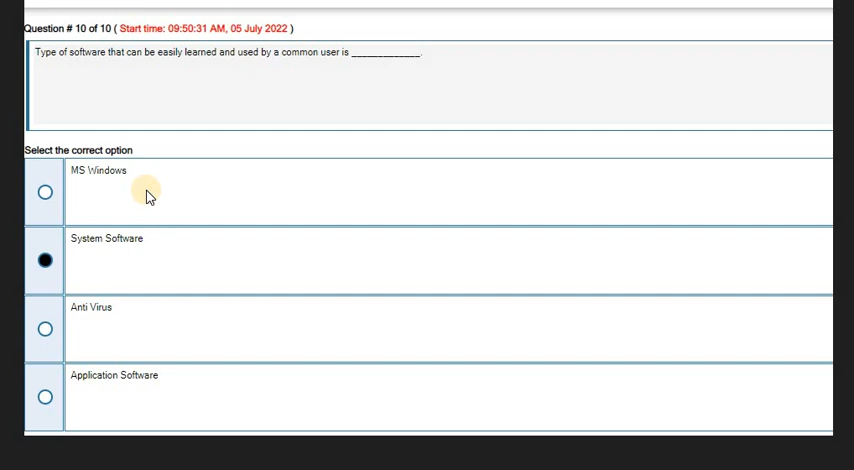 Question # 10 of 10 ( Start time: 09:50:31 AM, 05 July 2022 )
Type of software that can be easily learned and used by a common user is _____________.
Select the correct option
MS Windows
System Software
Anti Virus
Application Software